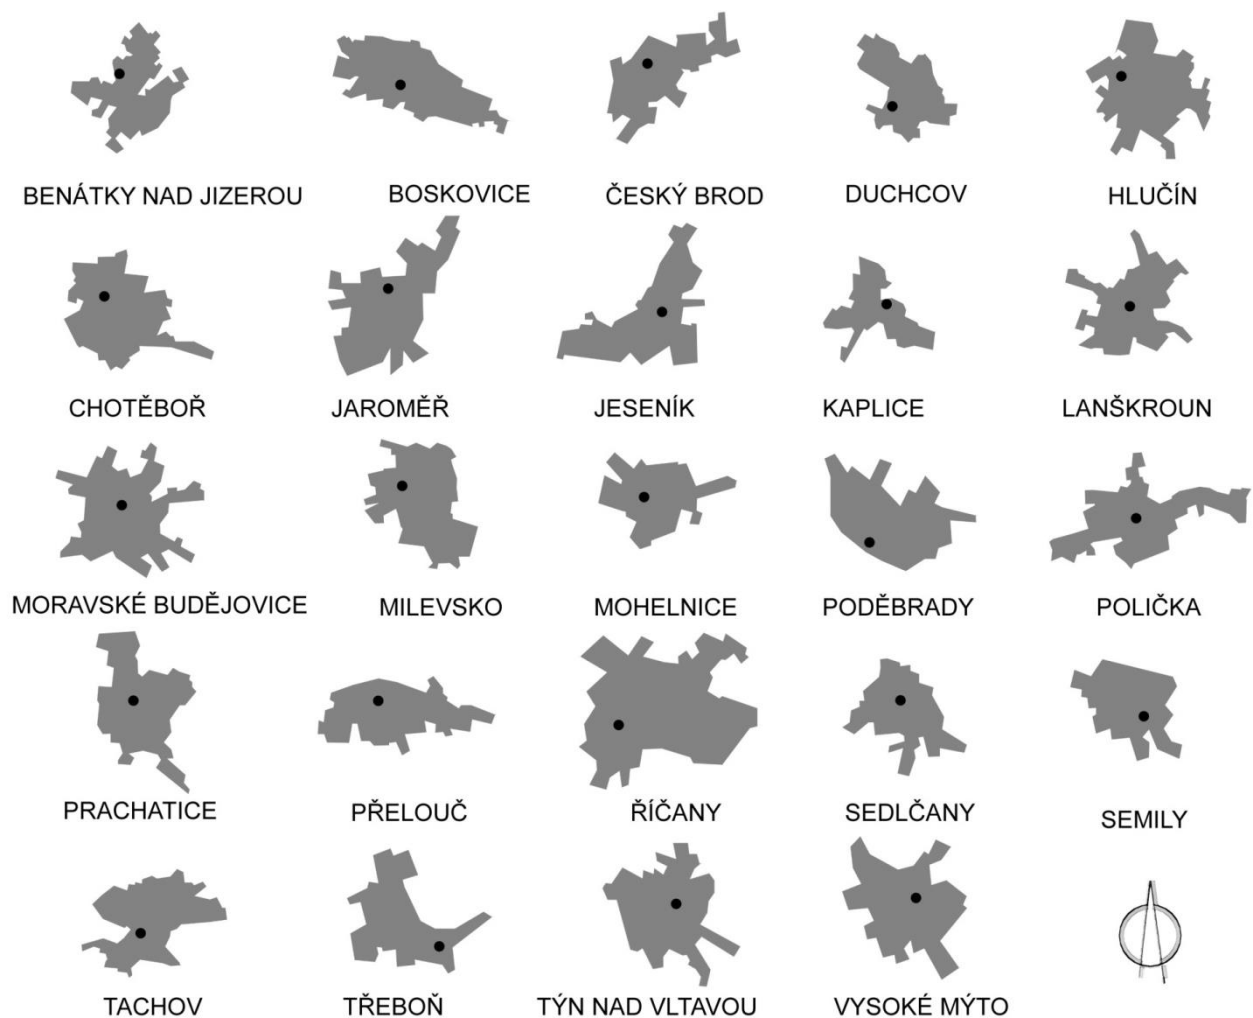 BENÁTKY NAD JIZEROU
BOSKOVICE
ČESKÝ BROD
DUCHCOV
HLUČÍN
CHOTĚBOŘ
JAROMĚŘ
JESENÍK
KAPLICE
LANŠKROUN
MORAVSKÉ BUDĚJOVICE
MILEVSKO
MOHELNICE
PODĚBRADY
POLIČKA
PRACHATICE
PŘELOUČ
ŘÍČANY
SEDLČANY
SEMILY
TACHOV
TŘEBOŇ
TÝN NAD VLTAVOU
VYSOKÉ MÝTO